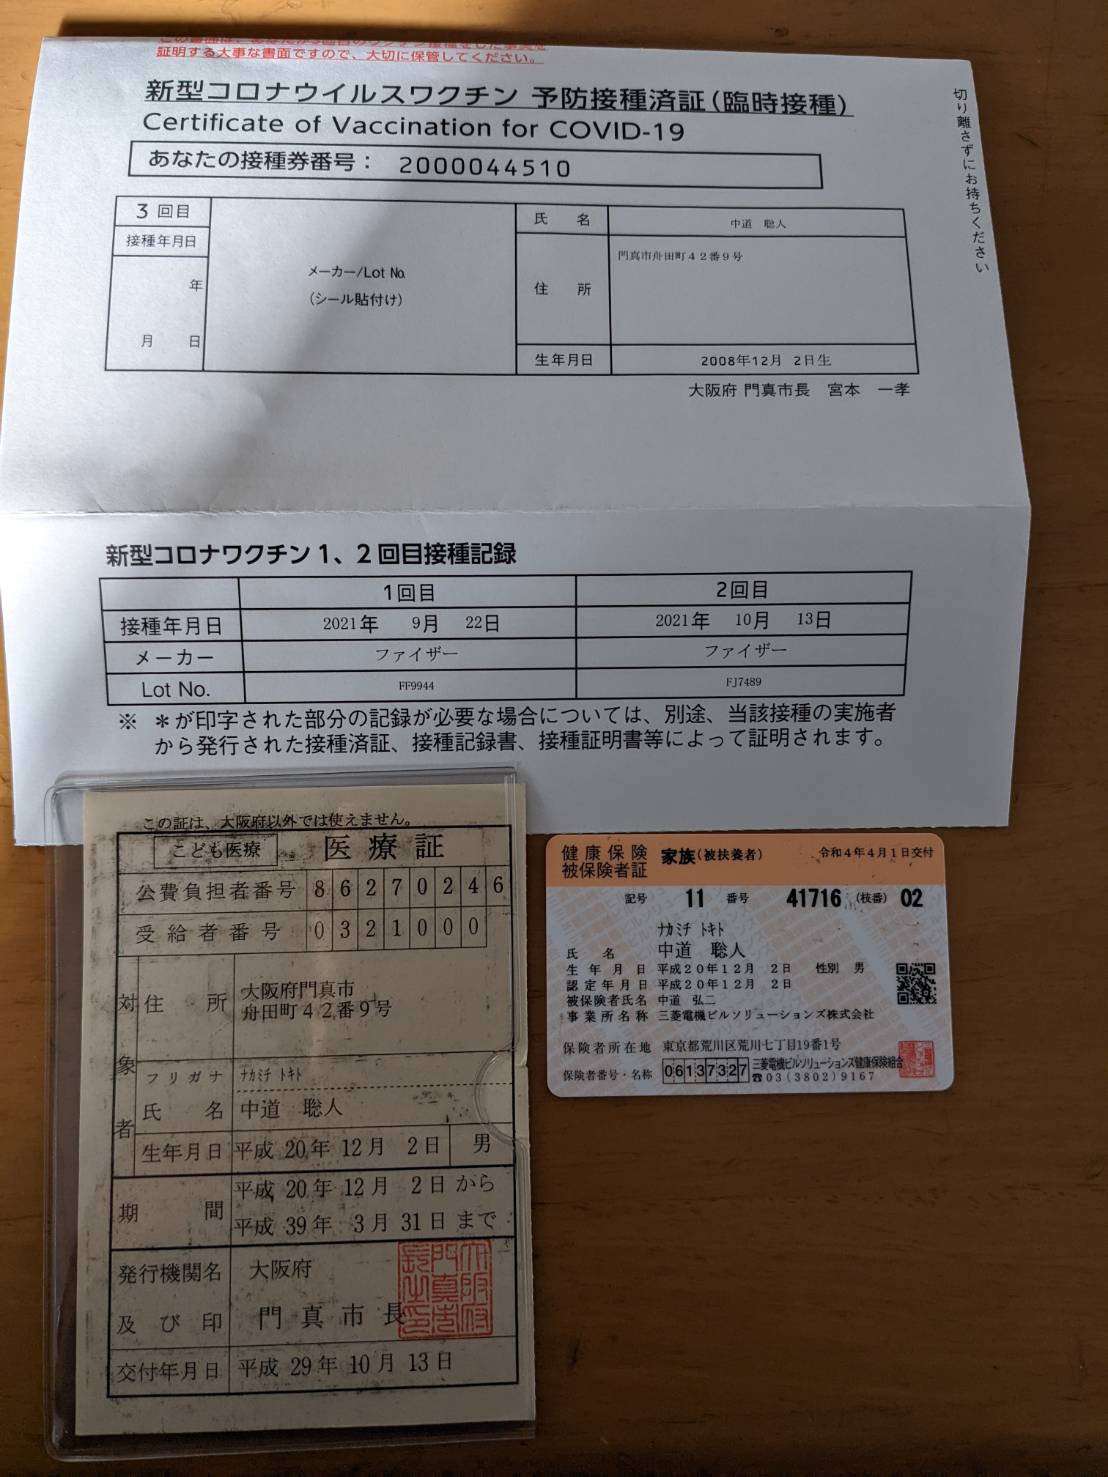 証明する大事な書面ですので、大切に保管してください。
新型コロナウイルスワクチン 予防接種済証(臨時接種)
Certificate of Vaccination for COVID-19
あなたの接種券番号： 2000044510
切り離さずにお持ちください
3回目
接種年月日
年
月 日
メーカー/Lot No.
(シール貼付け)
氏 名 中道 聡人
住 所 門真市舟田町42番9号
生年月日 2008年12月 2日生
大阪府 門真市長 宮本 一孝
新型コロナワクチン1、2回目接種記録
1回目 2回目
接種年月日 2021年 9月 22日 2021年 10月 13日
メーカー ファイザー ファイザー
Lot No. FF9944 FJ7489
※ ＊が印字された部分の記録が必要な場合については、別途、当該接種の実施者
から発行された接種済証、接種記録書、接種証明書等によって証明されます。
この証は、大阪府以外では使えません。
こども医療 医療証
公費負担者番号 86270246
受給者番号 0321000
対象者
住 所 大阪府門真市
舟田町42番9号
フリガナ ﾅｶﾐﾁ ﾄｷﾄ
氏 名 中道 聡人
生年月日 平成 20年 12月 2日 男
期 間 平成 20年 12月 2日 から
平成 39年 3月 31日 まで
発行機関名 大阪府
及び印 門真市長
交付年月日 平成 29年 10月 13日
健康保険 家族(被扶養者) 令和4年4月1日交付
被保険者証
記号 11 番号 41716 (枝番) 02
ﾅｶﾐﾁ ﾄｷﾄ
氏 名 中道 聡人
生年月日 平成20年12月 2日 性別 男
認定年月日 平成20年12月 2日
被保険者氏名 中道 弘二
事業所名称 三菱電機ビルソリューションズ株式会社
保険者所在地 東京都荒川区荒川七丁目19番1号
保険者番号・名称 06137327 三菱電機ビルソリューションズ健康保険組合
☎03(3802)9167